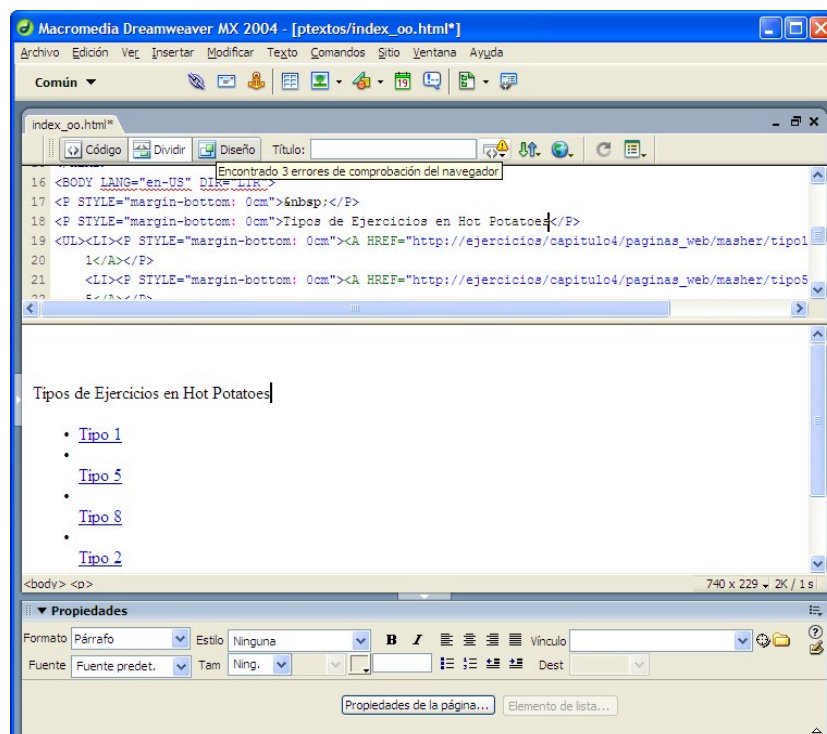 Macromedia Dreamweaver MX 2004 - [ptextos/index_oo.html*]
Archivo Edición Ver Insertar Modificar Texto Comandos Sitio Ventana Ayuda
Común
index_oo.html*
Código Dividir Diseño Título:
Encontrado 3 errores de comprobación del navegador
16 <BODY LANG="en-US" DIR="LTR">
17 <P STYLE="margin-bottom: 0cm">&nbsp;</P>
18 <P STYLE="margin-bottom: 0cm">Tipos de Ejercicios en Hot Potatoes</P>
19 <UL><LI><P STYLE="margin-bottom: 0cm"><A HREF="http://ejercicios/capitulo4/paginas_web/masher/tipo1
20 1</A></P>
21 <LI><P STYLE="margin-bottom: 0cm"><A HREF="http://ejercicios/capitulo4/paginas_web/masher/tipo5
22 5</A></P>
Tipos de Ejercicios en Hot Potatoes
• Tipo 1
•
Tipo 5
•
Tipo 8
•
Tipo 2
<body> <p> 740 x 229 2K / 1 s
Propiedades
Formato Párrafo Estilo Ninguna B I Vínculo
Fuente Fuente predet. Tam Ning. Dest
Propiedades de la página... Elemento de lista...